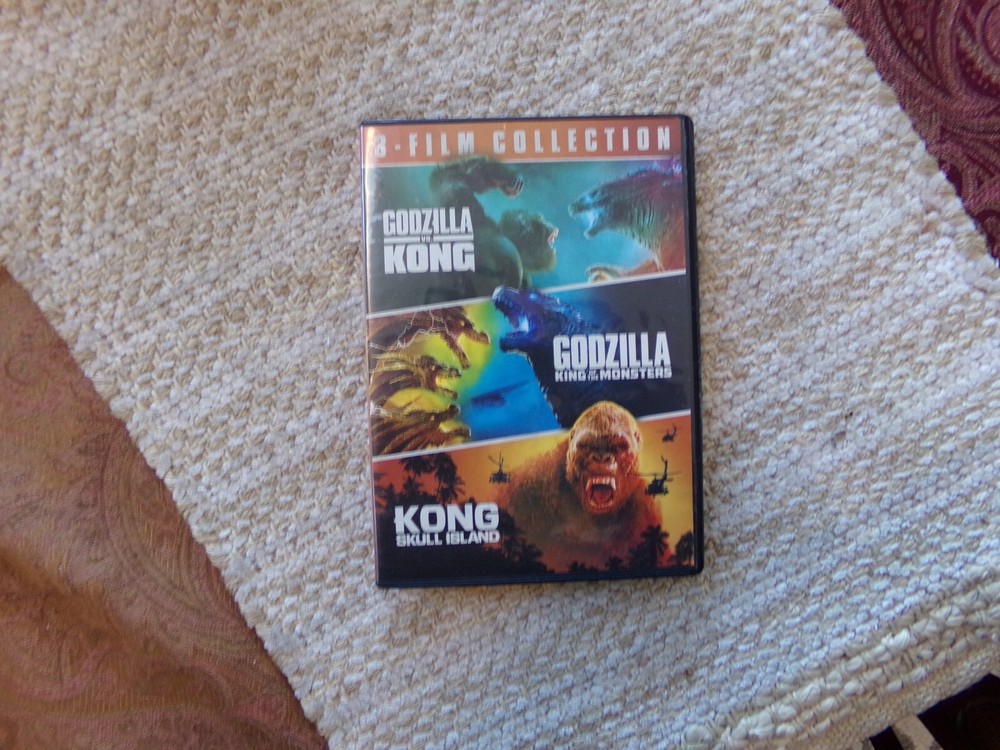 3-FILM COLLECTION
GODZILLA
VS.
KONG
GODZILLA
KING OF THE MONSTERS
KONG
SKULL ISLAND